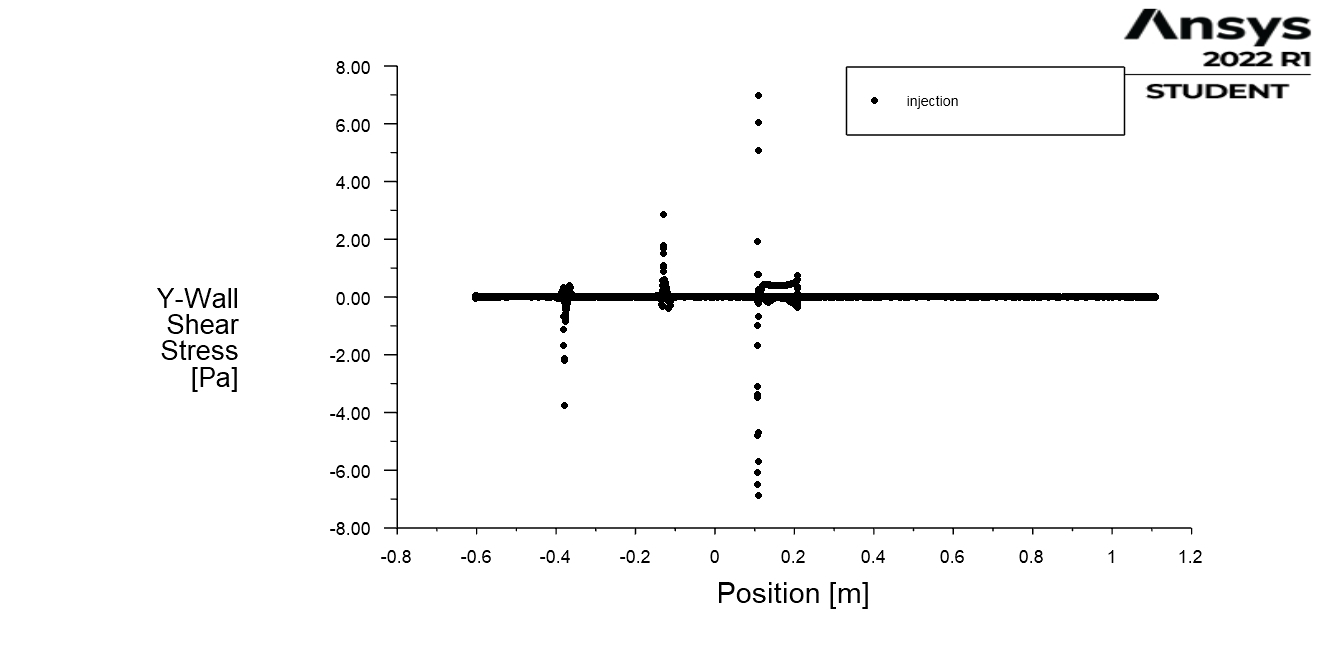 Ansys
2022 R1
STUDENT
injection
8.00
6.00
4.00
2.00
0.00
-2.00
-4.00
-6.00
-8.00
Y-Wall
Shear
Stress
[Pa]
-0.8 -0.6 -0.4 -0.2 0 0.2 0.4 0.6 0.8 1 1.2
Position [m]